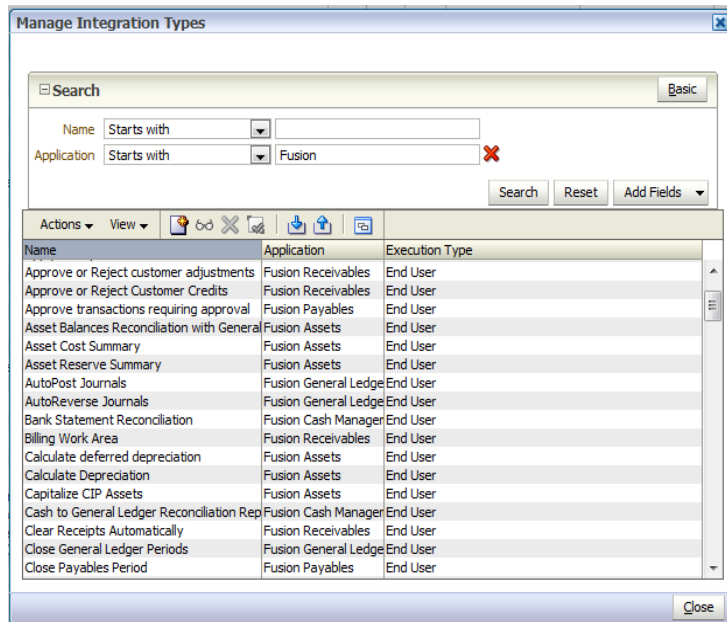 Manage Integration Types
Search
Basic
Name Starts with
Application Starts with Fusion
Search Reset Add Fields
Actions View
Name Application Execution Type
Approve or Reject customer adjustments Fusion Receivables End User
Approve or Reject Customer Credits Fusion Receivables End User
Approve transactions requiring approval Fusion Payables End User
Asset Balances Reconciliation with General Fusion Assets End User
Asset Cost Summary Fusion Assets End User
Asset Reserve Summary Fusion Assets End User
AutoPost Journals Fusion General Ledge End User
AutoReverse Journals Fusion General Ledge End User
Bank Statement Reconciliation Fusion Cash Manager End User
Billing Work Area Fusion Receivables End User
Calculate deferred depreciation Fusion Assets End User
Calculate Depreciation Fusion Assets End User
Capitalize CIP Assets Fusion Assets End User
Cash to General Ledger Reconciliation Rep Fusion Cash Manager End User
Clear Receipts Automatically Fusion Receivables End User
Close General Ledger Periods Fusion General Ledge End User
Close Payables Period Fusion Payables End User
Close